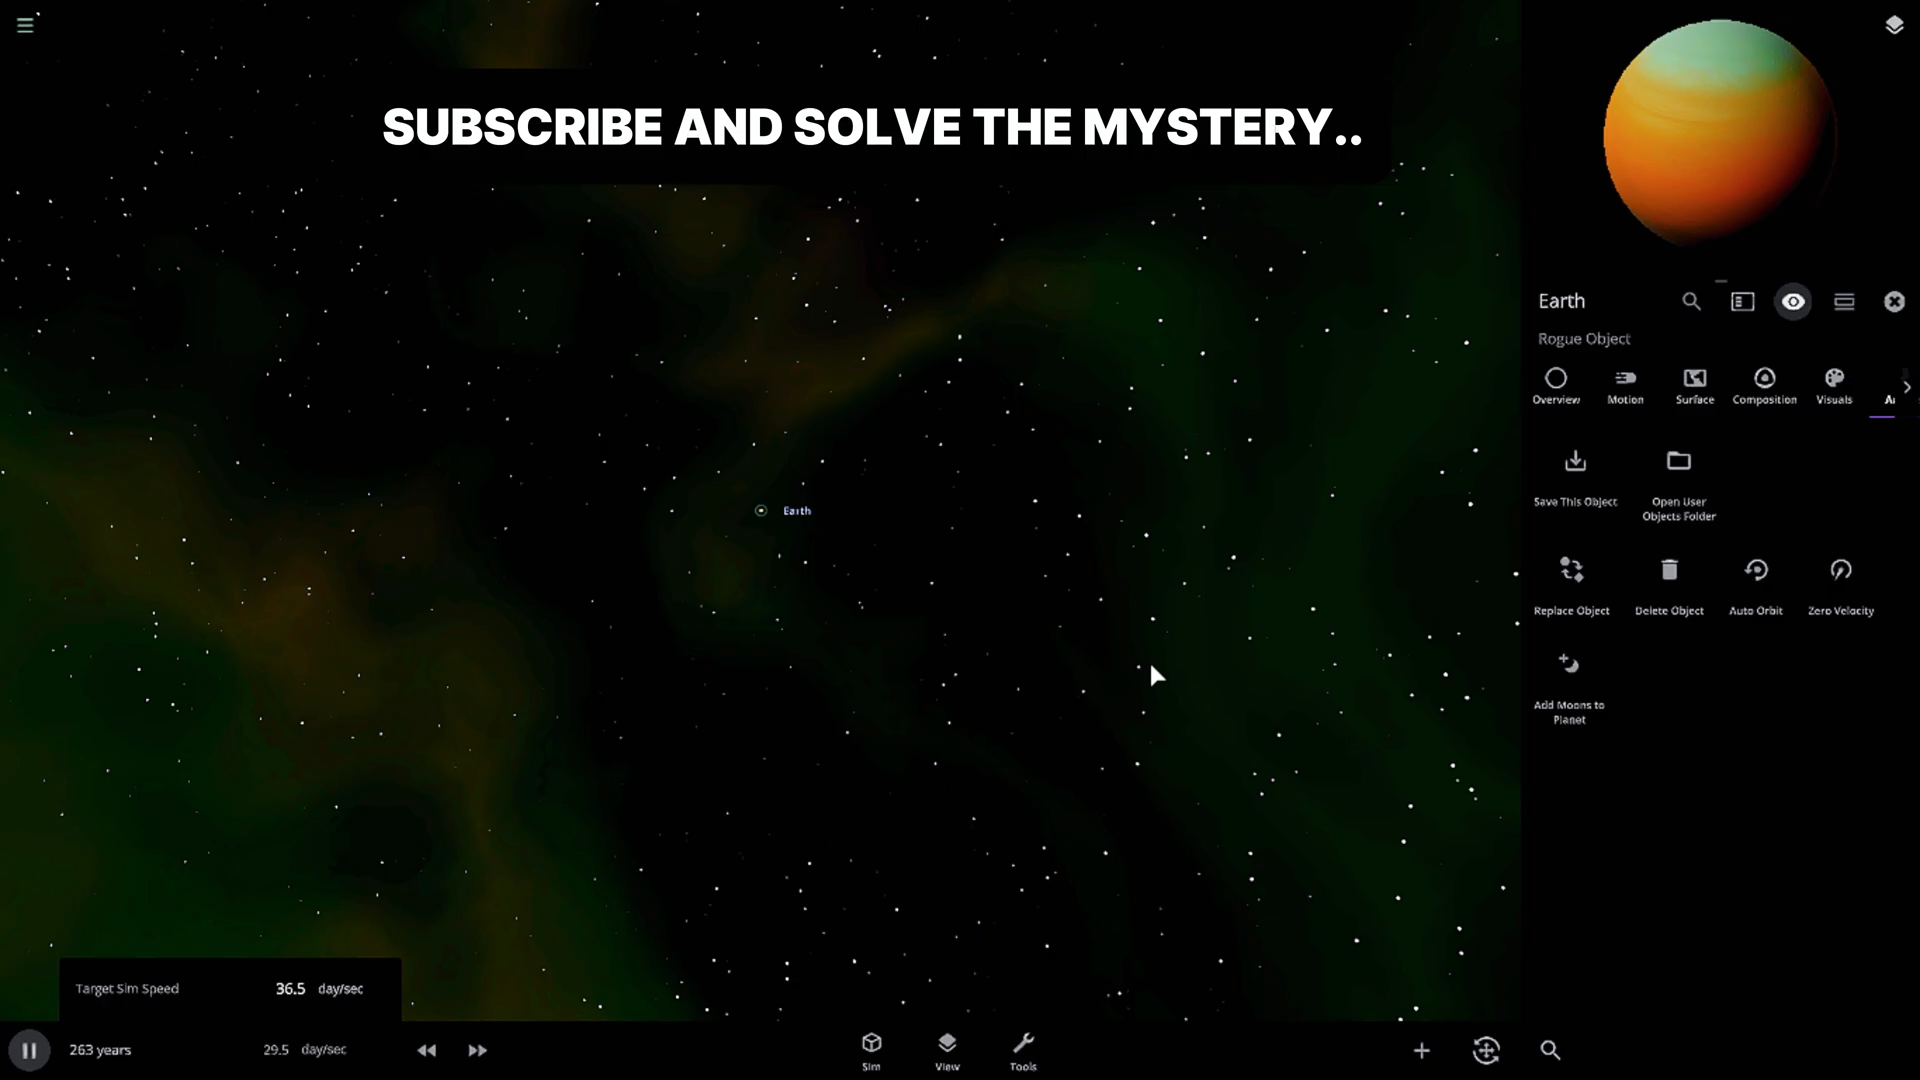 SUBSCRIBE AND SOLVE THE MYSTERY..
Earth
Rogue Object
Overview Motion Surface Composition Visuals
Save This Object
Open User
Objects Folder
Earth
Replace Object Delete Object Auto Orbit Zero Velocity
Add Moons to
Planet
Target Sim Speed 36.5 day/sec
263 years 29.5 day/sec
Sim View Tools